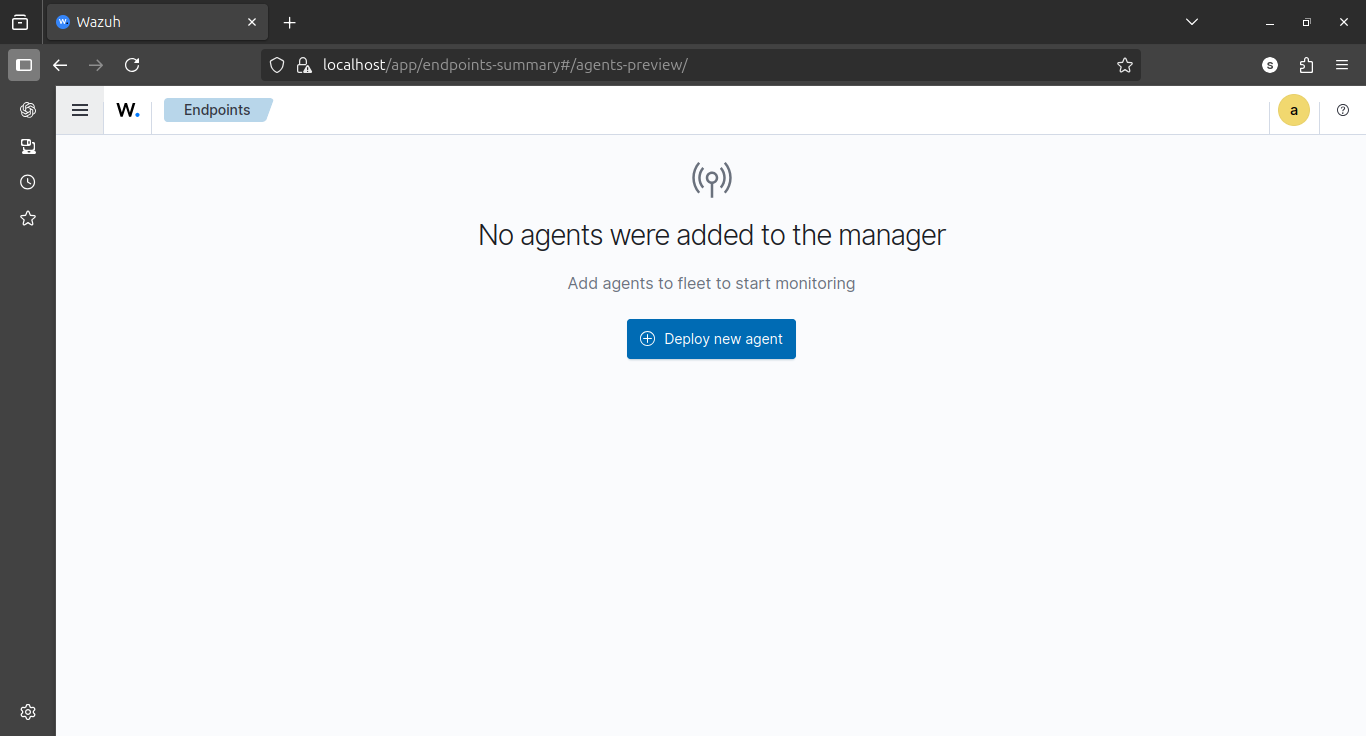 Wazuh
localhost/app/endpoints-summary#/agents-preview/
S
W.
Endpoints
a
No agents were added to the manager
Add agents to fleet to start monitoring
Deploy new agent